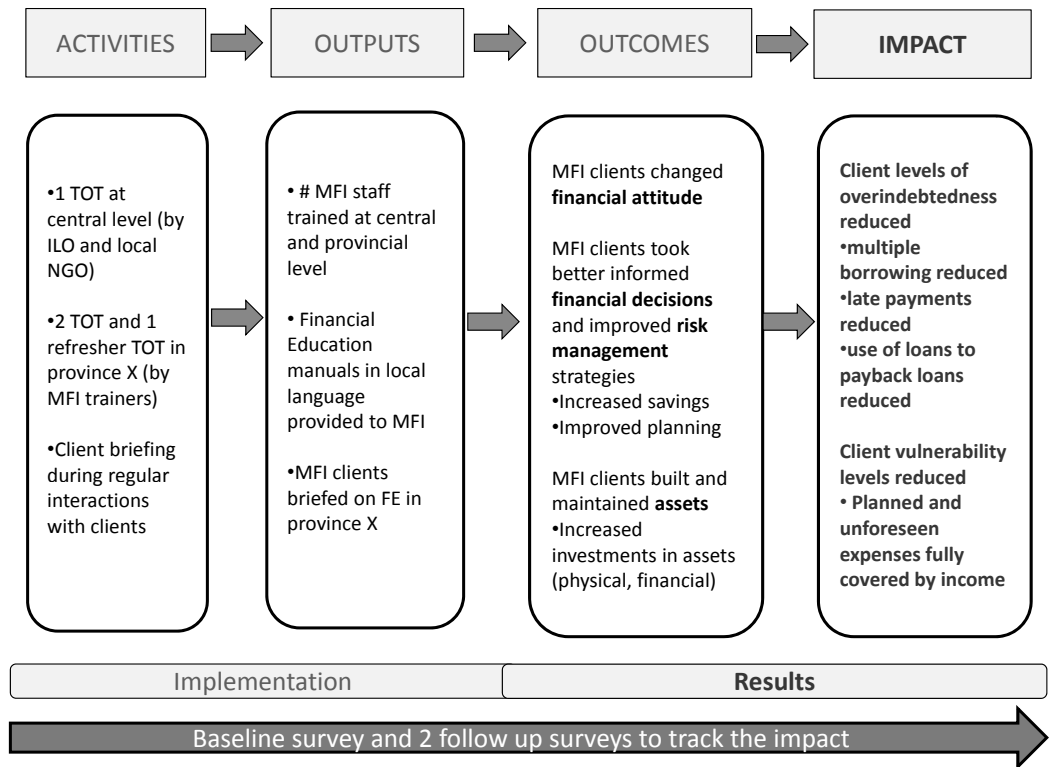 ACTIVITIES
OUTPUTS
OUTCOMES
IMPACT
•1 TOT at
central level (by
ILO and local
NGO)
•2 TOT and 1
refresher TOT in
province X (by
MFI trainers)
•Client briefing
during regular
interactions
with clients
• # MFI staff
trained at central
and provincial
level
• Financial
Education
manuals in local
language
provided to MFI
•MFI clients
briefed on FE in
province X
MFI clients changed
financial attitude
MFI clients took
better informed
financial decisions
and improved risk
management
strategies
•Increased savings
•Improved planning
MFI clients built and
maintained assets
•Increased
investments in assets
(physical, financial)
Client levels of
overindebtedness
reduced
•multiple
borrowing reduced
•late payments
reduced
•use of loans to
payback loans
reduced
Client vulnerability
levels reduced
• Planned and
unforeseen
expenses fully
covered by income
Implementation
Results
Baseline survey and 2 follow up surveys to track the impact